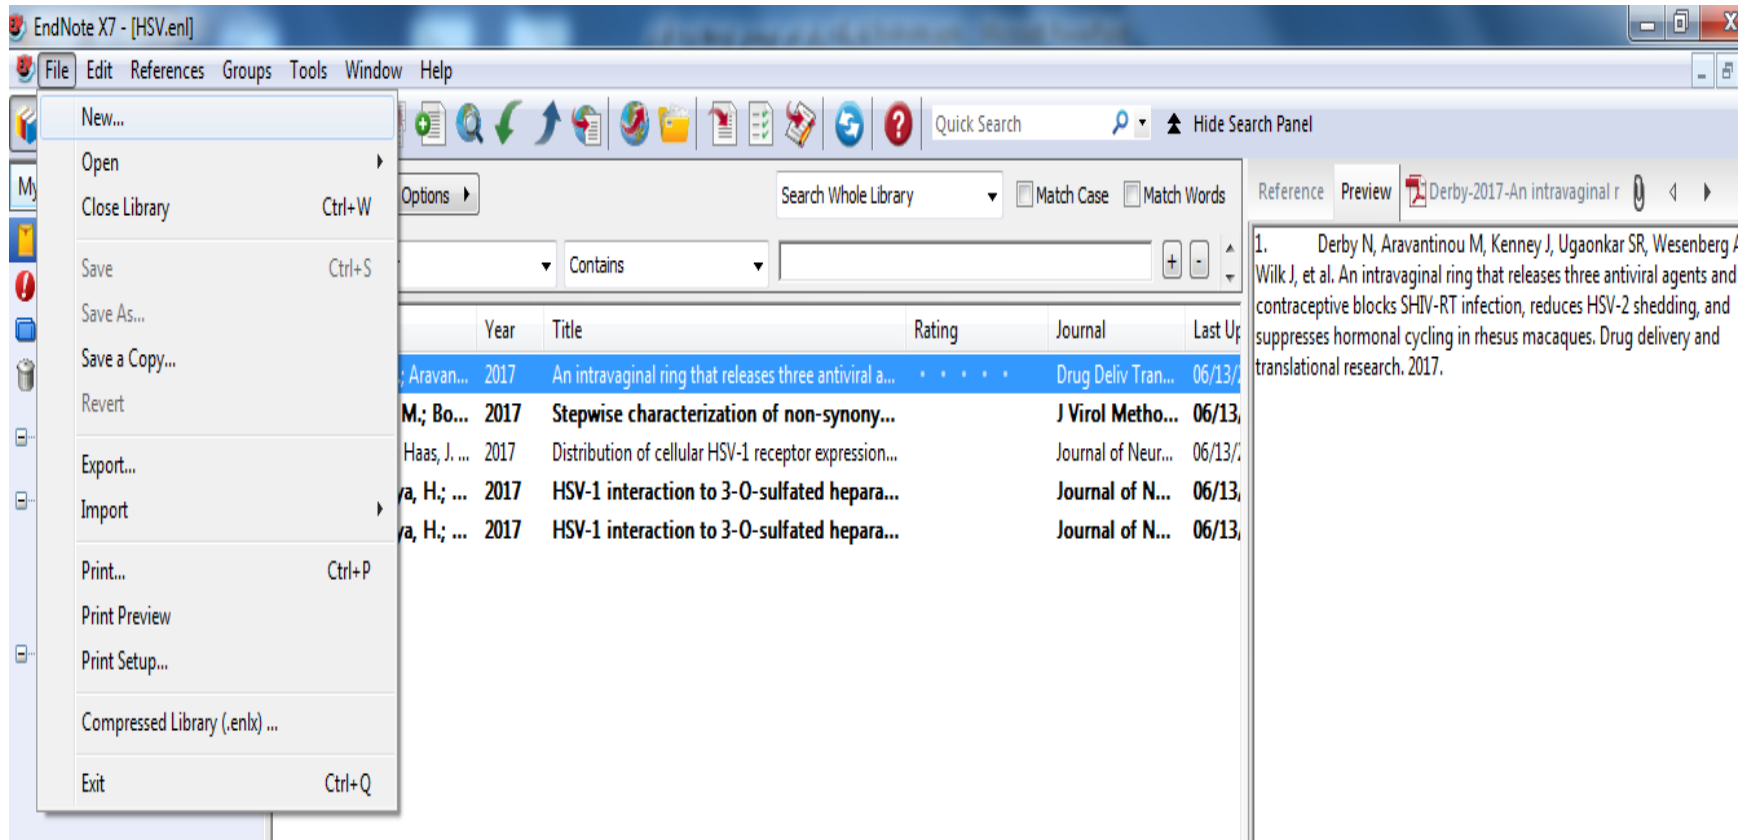 EndNote X7 - [HSV.enl]
File Edit References Groups Tools Window Help
New...
Open
Close Library Ctrl+W
Save Ctrl+S
Save As...
Save a Copy...
Revert
Export...
Import
Print... Ctrl+P
Print Preview
Print Setup...
Compressed Library (.enlx) ...
Exit Ctrl+Q
Quick Search Hide Search Panel
My
Options Search Whole Library Match Case Match Words
Contains + -
Year Title Rating Journal Last Up
; Aravan... 2017 An intravaginal ring that releases three antiviral a... Drug Deliv Tran... 06/13/
M.; Bo... 2017 Stepwise characterization of non-synony... J Virol Metho... 06/13/
Haas, J. ... 2017 Distribution of cellular HSV-1 receptor expression... Journal of Neur... 06/13/
ya, H.; ... 2017 HSV-1 interaction to 3-O-sulfated hepara... Journal of N... 06/13/
ya, H.; ... 2017 HSV-1 interaction to 3-O-sulfated hepara... Journal of N... 06/13/
Reference Preview Derby-2017-An intravaginal r
1. Derby N, Aravantinou M, Kenney J, Ugaonkar SR, Wesenberg A
Wilk J, et al. An intravaginal ring that releases three antiviral agents and
contraceptive blocks SHIV-RT infection, reduces HSV-2 shedding, and
suppresses hormonal cycling in rhesus macaques. Drug delivery and
translational research. 2017.